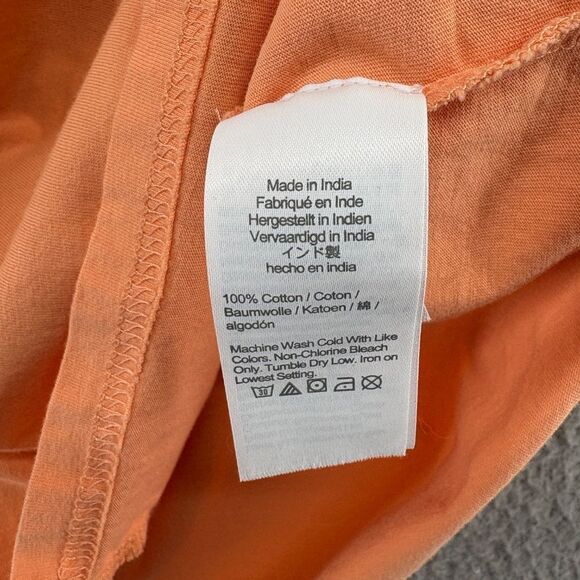 Made in India
Fabriqué en Inde
Hergestellt in Indien
Vervaardigd in India
インド製
hecho en india
100% Cotton / Coton /
Baumwolle / Katoen / 綿 /
algodón
Machine Wash Cold With Like
Colors. Non-Chlorine Bleach
Only. Tumble Dry Low. Iron on
Lowest Setting.
30